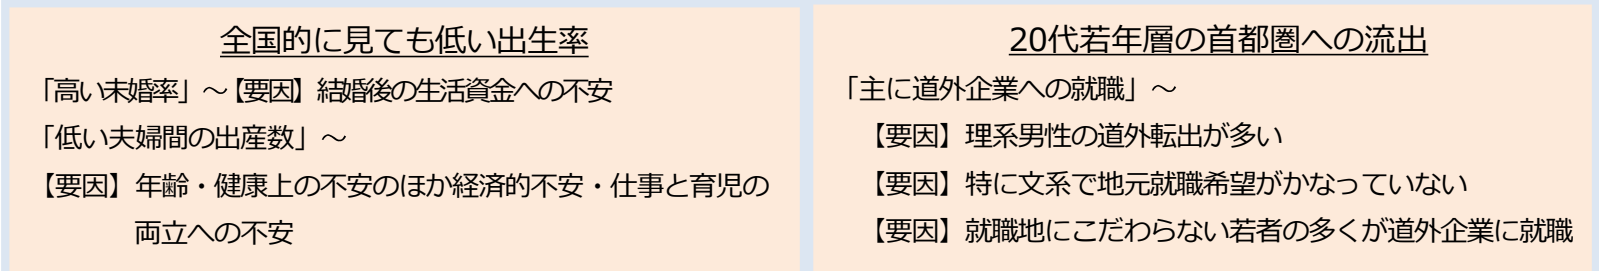 全国的に見ても低い出生率
「高い未婚率」～【要因】結婚後の生活資金への不安
「低い夫婦間の出産数」～
【要因】年齢・健康上の不安のほか経済的不安・仕事と育児の
両立への不安
20代若年層の首都圏への流出
「主に道外企業への就職」～
【要因】理系男性の道外転出が多い
【要因】特に文系で地元就職希望がかなっていない
【要因】就職地にこだわらない若者の多くが道外企業に就職